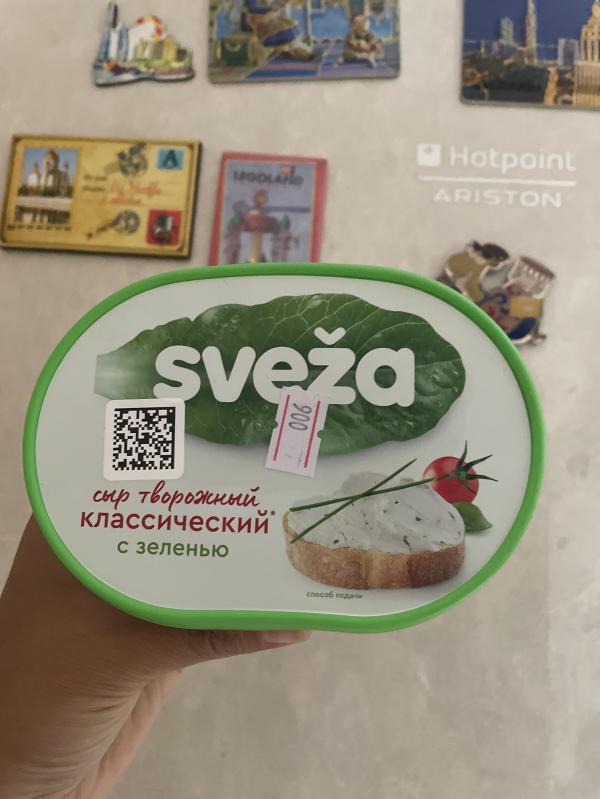 LEGOLAND
Hotpoint
ARISTON
A
sveža
900
сыр творожный
классический*
с зеленью
способ подачи